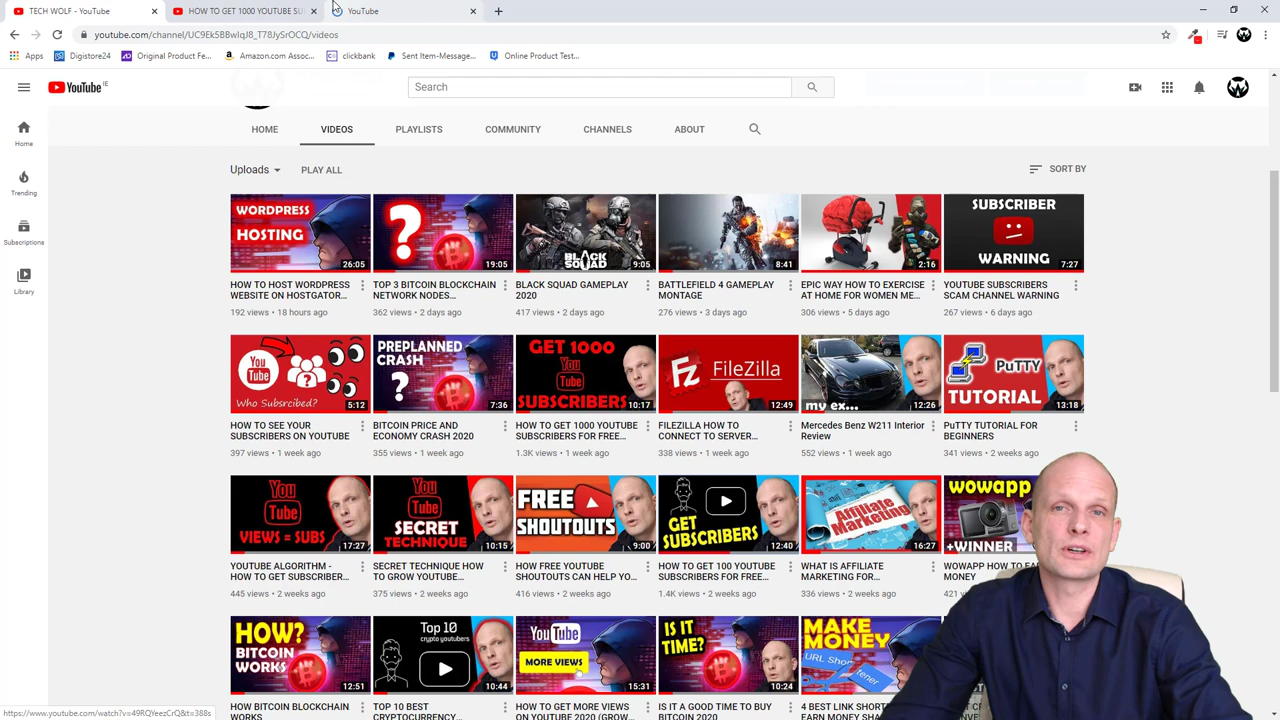 TECH WOLF - YouTube
HOW TO GET 1000 YOUTUBE SU
YouTube
youtube.com/channel/UC9Ek5BBwIqJ8_T78JySrOCQ/videos
Apps
Digistore24
Original Product Fe...
Amazon.com Assoc...
clickbank
Sent Item-Message...
Online Product Test...
YouTube IE
Search
HOME
VIDEOS
PLAYLISTS
COMMUNITY
CHANNELS
ABOUT
Home
Trending
Subscriptions
Library
Uploads
PLAY ALL
SORT BY
WORDPRESS
HOSTING
26:05
?
19:05
BLACK
SQUAD
9:05
8:41
2:16
SUBSCRIBER
WARNING
7:27
HOW TO HOST WORDPRESS
WEBSITE ON HOSTGATOR...
192 views • 18 hours ago
TOP 3 BITCOIN BLOCKCHAIN
NETWORK NODES...
362 views • 2 days ago
BLACK SQUAD GAMEPLAY
2020
417 views • 2 days ago
BATTLEFIELD 4 GAMEPLAY
MONTAGE
276 views • 3 days ago
EPIC WAY HOW TO EXERCISE
AT HOME FOR WOMEN ME...
306 views • 5 days ago
YOUTUBE SUBSCRIBERS
SCAM CHANNEL WARNING
267 views • 6 days ago
You
Tube
?
Who Subscribed?
5:12
PREPLANNED
CRASH
?
7:36
GET 1000
You
Tube
SUBSCRIBERS
10:17
FileZilla
12:49
my ex...
12:26
PuTTY
TUTORIAL
13:18
HOW TO SEE YOUR
SUBSCRIBERS ON YOUTUBE
397 views • 1 week ago
BITCOIN PRICE AND
ECONOMY CRASH 2020
355 views • 1 week ago
HOW TO GET 1000 YOUTUBE
SUBSCRIBERS FOR FREE...
1.3K views • 1 week ago
FILEZILLA HOW TO
CONNECT TO SERVER...
338 views • 1 week ago
Mercedes Benz W211 Interior
Review
552 views • 1 week ago
PuTTY TUTORIAL FOR
BEGINNERS
341 views • 2 weeks ago
You
Tube
VIEWS = SUBS
17:27
You
Tube
SECRET
TECHNIQUE
10:15
FREE
SHOUTOUTS
9:00
GET
SUBSCRIBERS
12:40
Affiliate
Marketing
16:27
wowapp
+WINNER
YOUTUBE ALGORITHM -
HOW TO GET SUBSCRIBER...
445 views • 2 weeks ago
SECRET TECHNIQUE HOW
TO GROW YOUTUBE...
375 views • 2 weeks ago
HOW FREE YOUTUBE
SHOUTOUTS CAN HELP YO...
416 views • 2 weeks ago
HOW TO GET 100 YOUTUBE
SUBSCRIBERS FOR FREE...
1.4K views • 2 weeks ago
WHAT IS AFFILIATE
MARKETING FOR...
336 views • 2 weeks ago
WOWAPP HOW TO
MONEY
421
HOW?
BITCOIN
WORKS
12:51
Top 10
crypto youtubers
10:44
YouTube
MORE VIEWS
15:31
IS IT
TIME?
10:24
MAKE
MONEY
URL
HOW BITCOIN BLOCKCHAIN
WORKS
TOP 10 BEST
CRYPTOCURRENCY...
HOW TO GET MORE VIEWS
ON YOUTUBE 2020 (GROW...
IS IT A GOOD TIME TO BUY
BITCOIN 2020
4 BEST LINK
EARN MONEY
https://www.youtube.com/watch?v=49RQYeezCrQ&t=388s